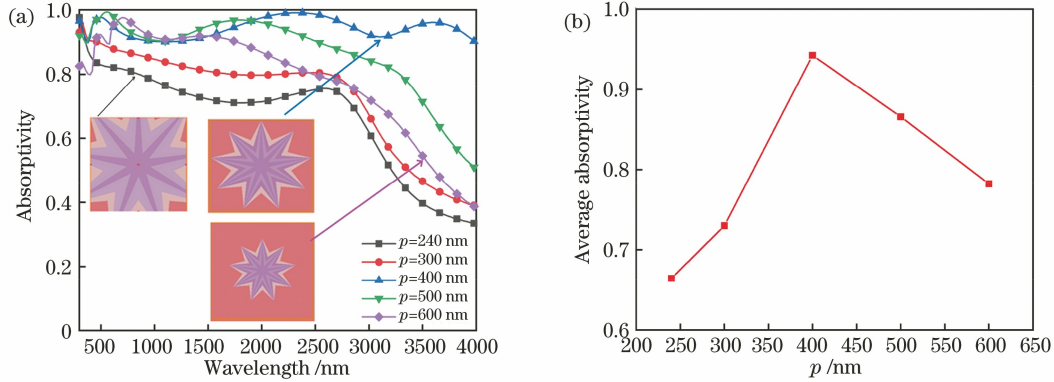 (a)
1.0
0.8
0.6
0.4
0.2
0
Absorptivity
500 1000 1500 2000 2500 3000 3500 4000
Wavelength /nm
p=240 nm
p=300 nm
p=400 nm
p=500 nm
p=600 nm
(b)
1.0
0.9
0.8
0.7
0.6
Average absorptivity
200 250 300 350 400 450 500 550 600 650
p /nm